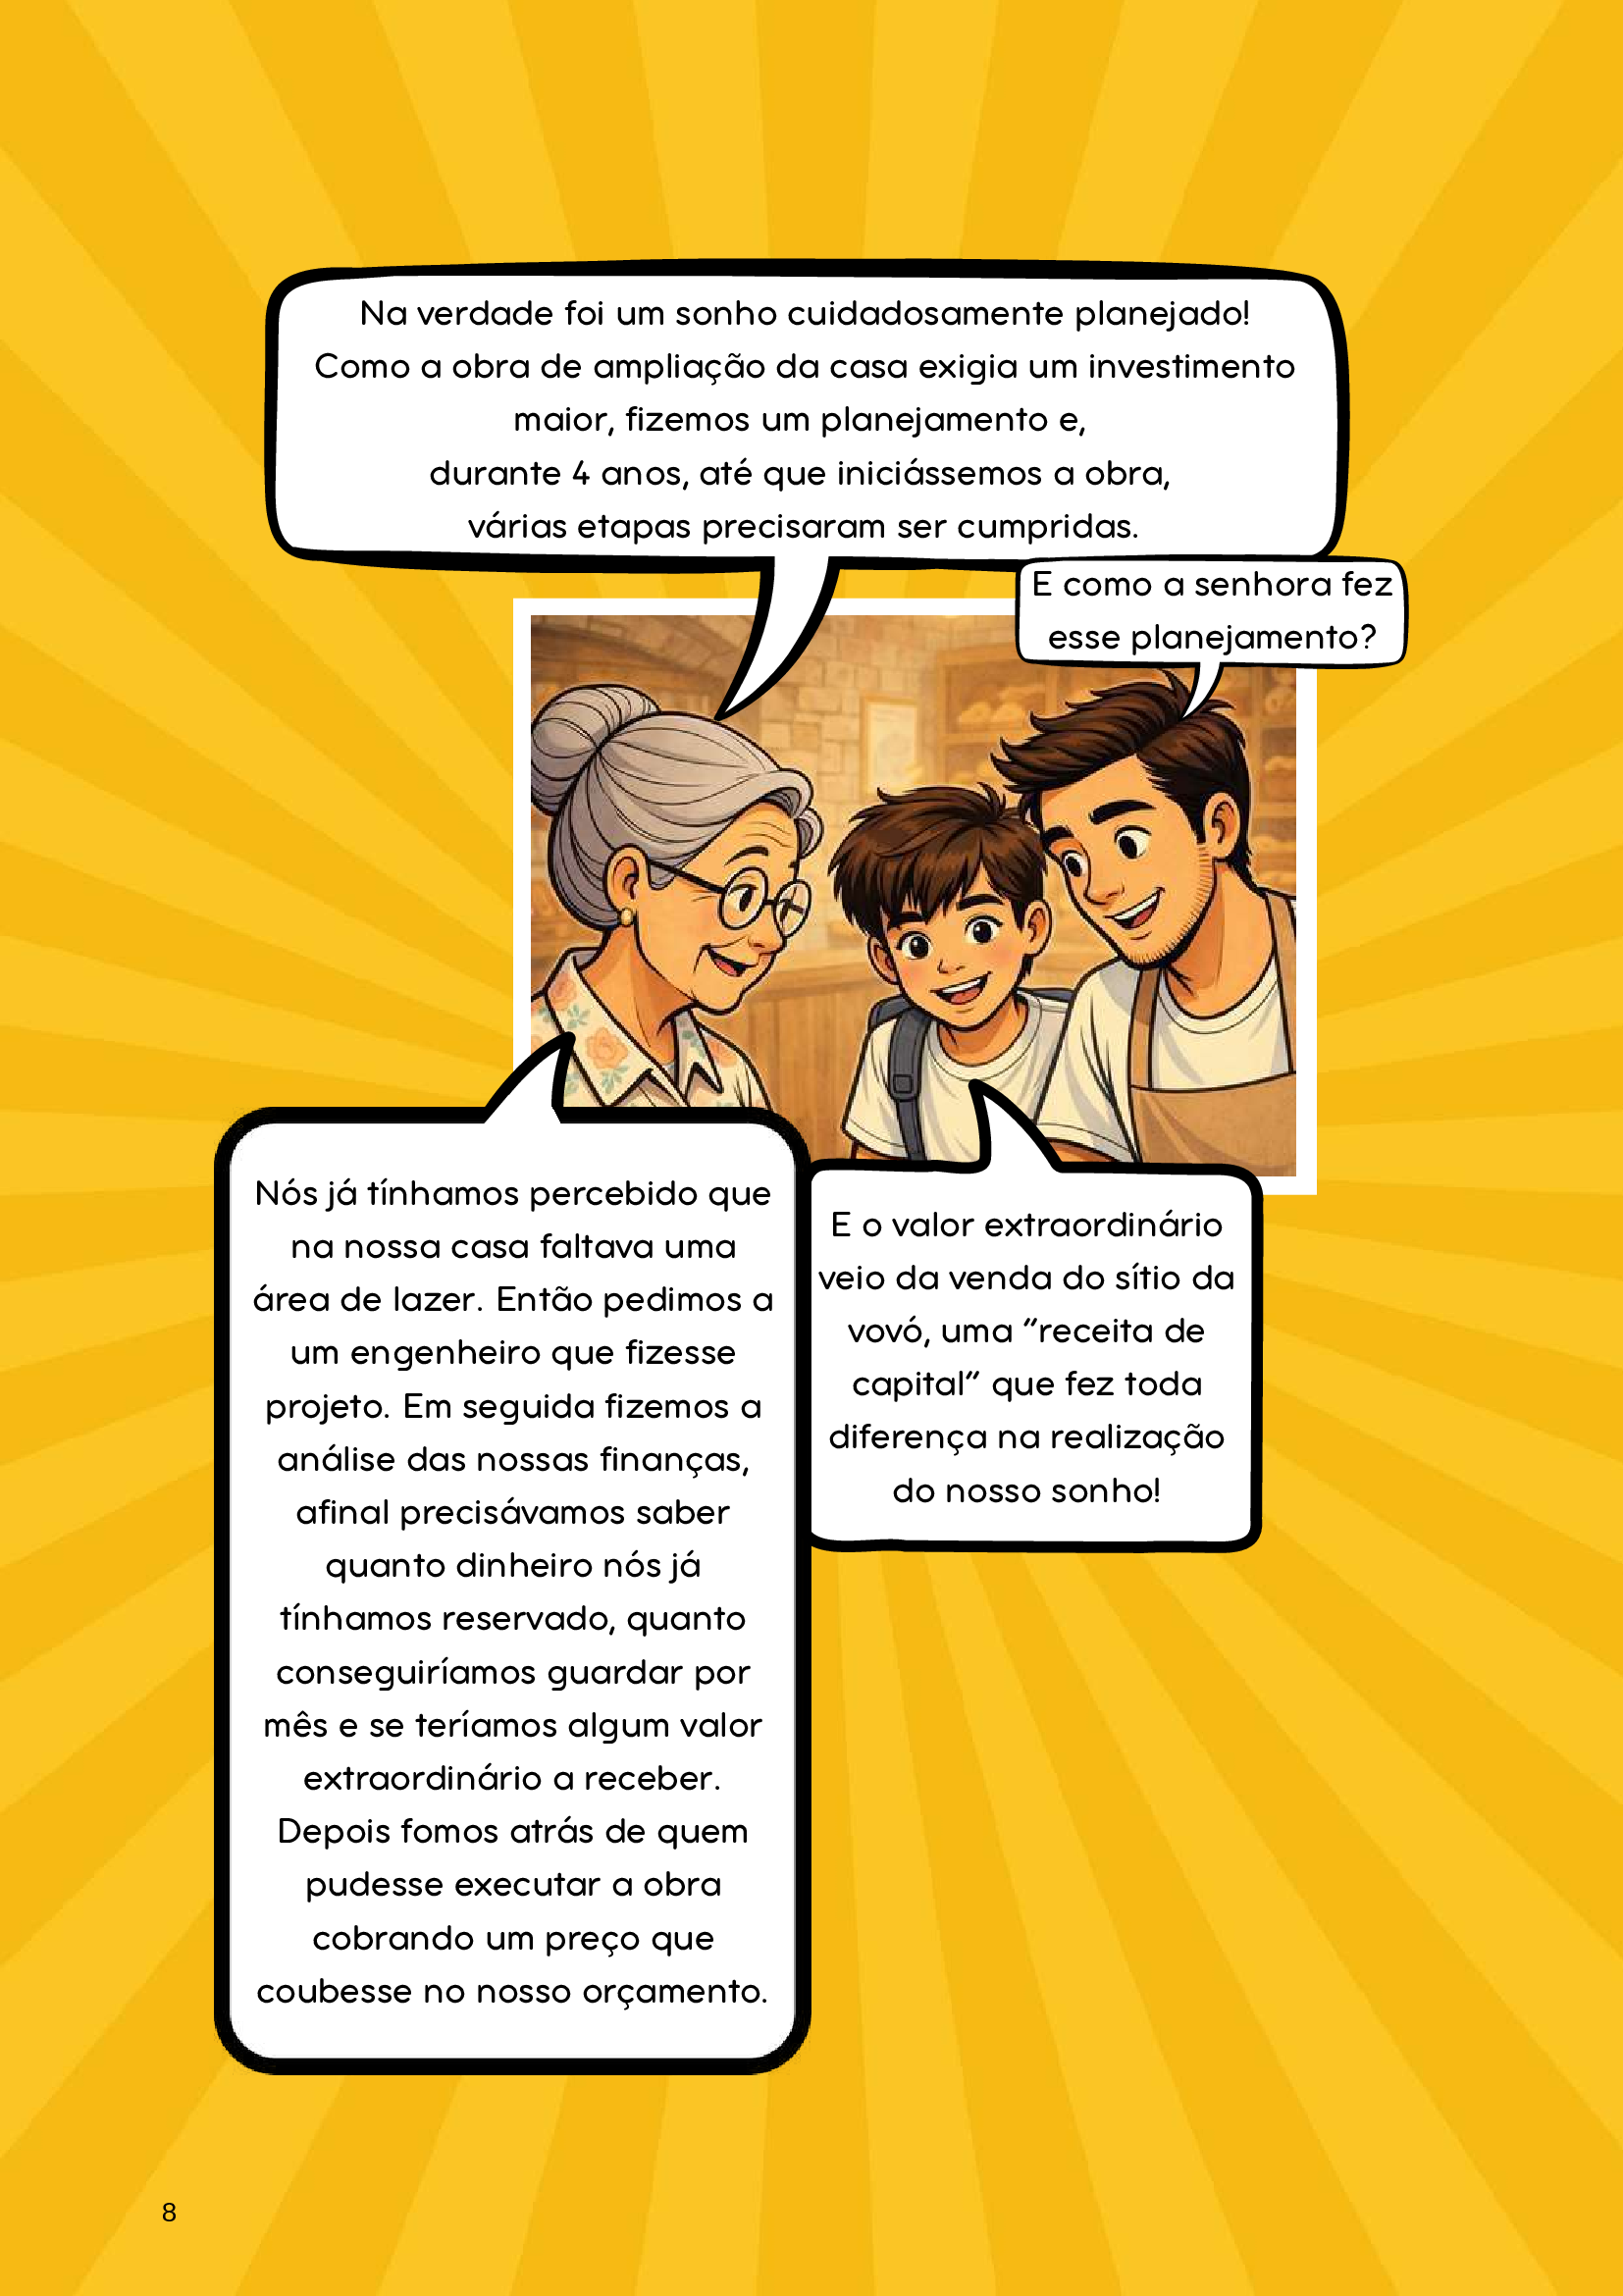 Na verdade foi um sonho cuidadosamente planejado!
Como a obra de ampliação da casa exigia um investimento
maior, fizemos um planejamento e,
durante 4 anos, até que iniciássemos a obra,
várias etapas precisaram ser cumpridas.
E como a senhora fez
esse planejamento?
Nós já tínhamos percebido que
na nossa casa faltava uma
área de lazer. Então pedimos a
um engenheiro que fizesse
projeto. Em seguida fizemos a
análise das nossas finanças,
afinal precisávamos saber
quanto dinheiro nós já
tínhamos reservado, quanto
conseguiríamos guardar por
mês e se teríamos algum valor
extraordinário a receber.
Depois fomos atrás de quem
pudesse executar a obra
cobrando um preço que
coubesse no nosso orçamento.
E o valor extraordinário
veio da venda do sítio da
vovó, uma “receita de
capital” que fez toda
diferença na realização
do nosso sonho!
8